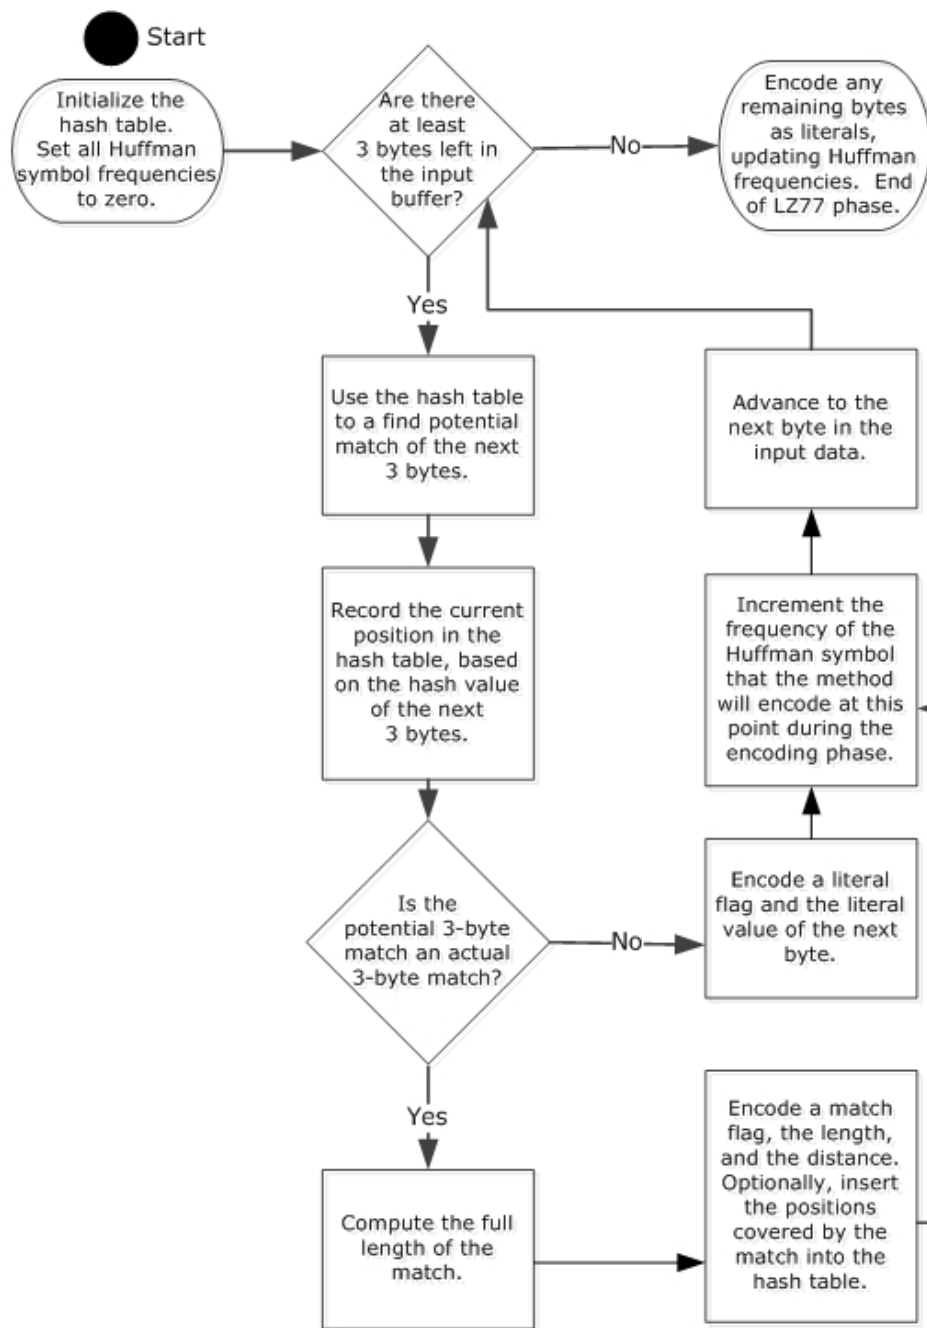 Start
Initialize the
hash table.
Set all Huffman
symbol frequencies
to zero.
Are there
at least
3 bytes left in
the input
buffer?
No
Encode any
remaining bytes
as literals,
updating Huffman
frequencies.  End
of LZ77 phase.
Yes
Use the hash table
to a find potential
match of the next
3 bytes.
Advance to the
next byte in the
input data.
Record the current
position in the
hash table, based
on the hash value
of the next
3 bytes.
Increment the
frequency of the
Huffman symbol
that the method
will encode at this
point during the
encoding phase.
Is the
potential 3-byte
match an actual
3-byte match?
No
Encode a literal
flag and the literal
value of the next
byte.
Yes
Compute the full
length of the
match.
Encode a match
flag, the length,
and the distance.
Optionally, insert
the positions
covered by the
match into the
hash table.